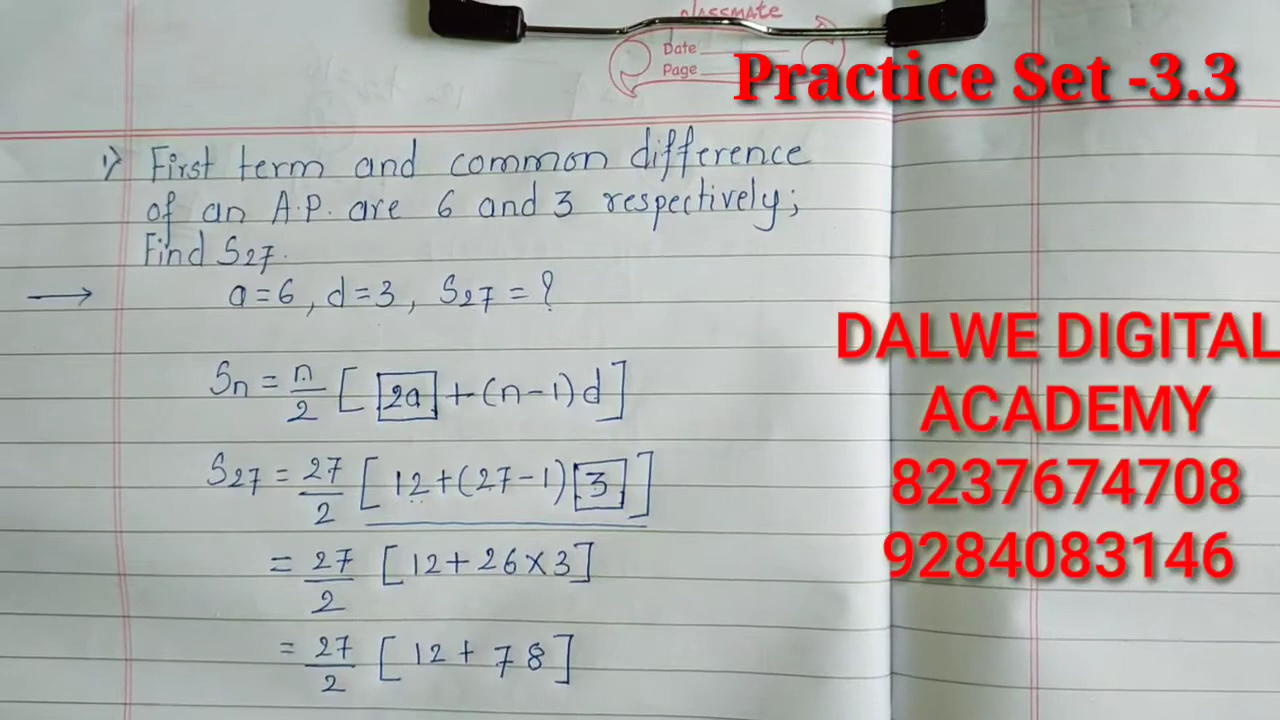 classmate
Date
Page
Practice Set -3.3
1) First term and common difference
of an A.P. are 6 and 3 respectively;
Find S27.
→ a=6, d=3, S27 = ?
Sn = n/2 [ 2a + (n-1) d ]
S27 = 27/2 [ 12+(27-1) 3 ]
= 27/2 [12+26×3]
= 27/2 [ 12+ 78 ]
DALWE DIGITAL
ACADEMY
8237674708
9284083146